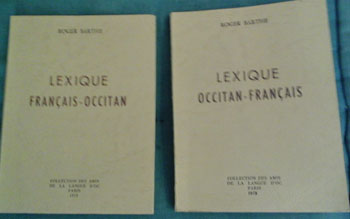 ROGER BARTHE
LEXIQUE
FRANÇAIS-OCCITAN
COLLECTION DES AMIS
DE LA LANGUE D'OC
PARIS
ROGER BARTHE
LEXIQUE
OCCITAN-FRANÇAIS
COLLECTION DES AMIS
DE LA LANGUE D'OC
PARIS